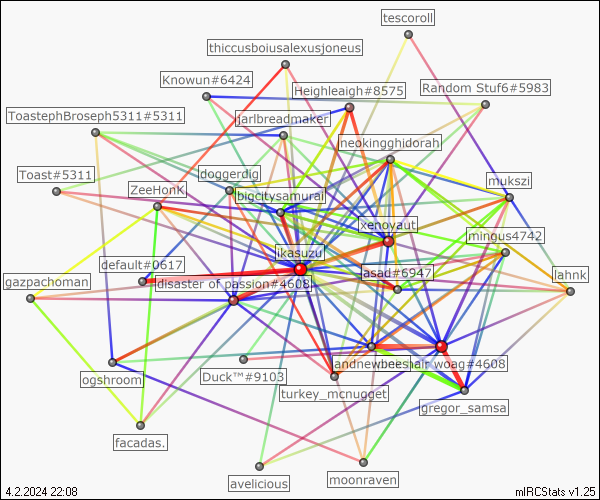 tescoroll
thiccusboiusalexusjoneus
Knowun#6424
Heighleaigh#8575
Random Stuf6#5983
ToastephBroseph5311#5311
jarlbreadmaker
neokingghidorah
Toast#5311
doggerdig
mukszi
ZeeHonK
bigcitysamurai
xenovaut
mingus4742
ikasuzu
default#0617
asad#6947
lahnk
gazpachoman
disaster of passion#4608
andnewbees
hair woag#4608
ogshroom
Duck™#9103
turkey_mcnugget
gregor_samsa
facadas.
avelicious
moonraven
4.2.2024 22:08
mIRCStats v1.25